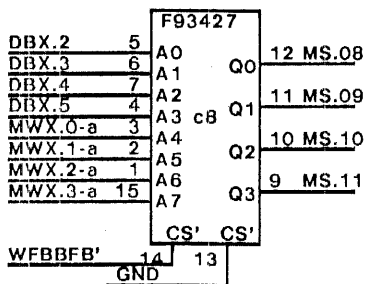 F93427
DBX.2 5 A0
DBX.3 6 A1 Q0 12 MS.08
DBX.4 7 A2
DBX.5 4 A3 c8 Q1 11 MS.09
MWX.0-a 3 A4
MWX.1-a 2 A5 Q2 10 MS.10
MWX.2-a 1 A6
MWX.3-a 15 A7 Q3 9 MS.11
CS' CS'
WFBBFB' 14 13
GND